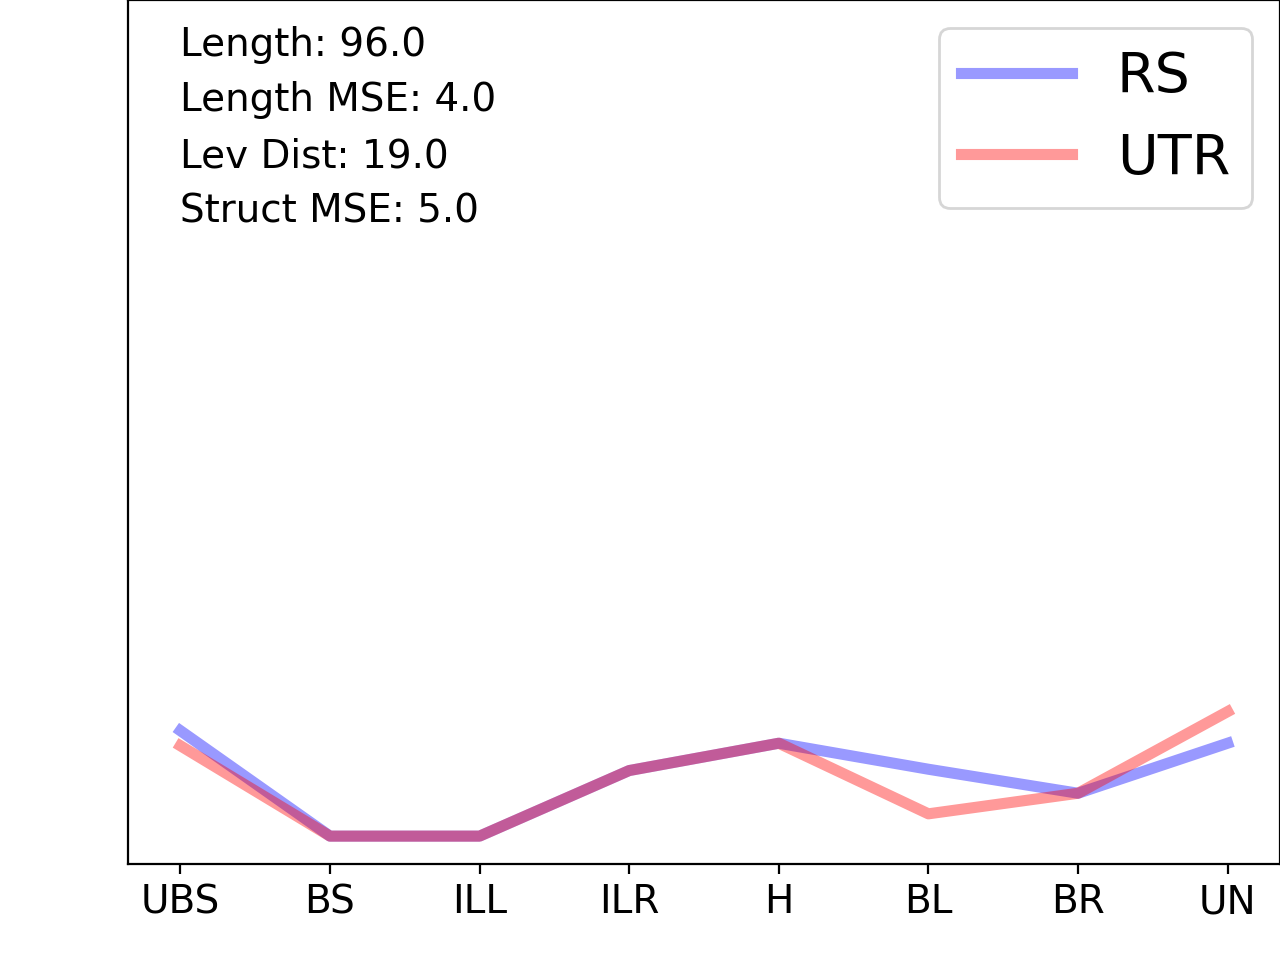 Length: 96.0
Length MSE: 4.0
Lev Dist: 19.0
Struct MSE: 5.0
RS
UTR
UBS BS ILL ILR H BL BR UN